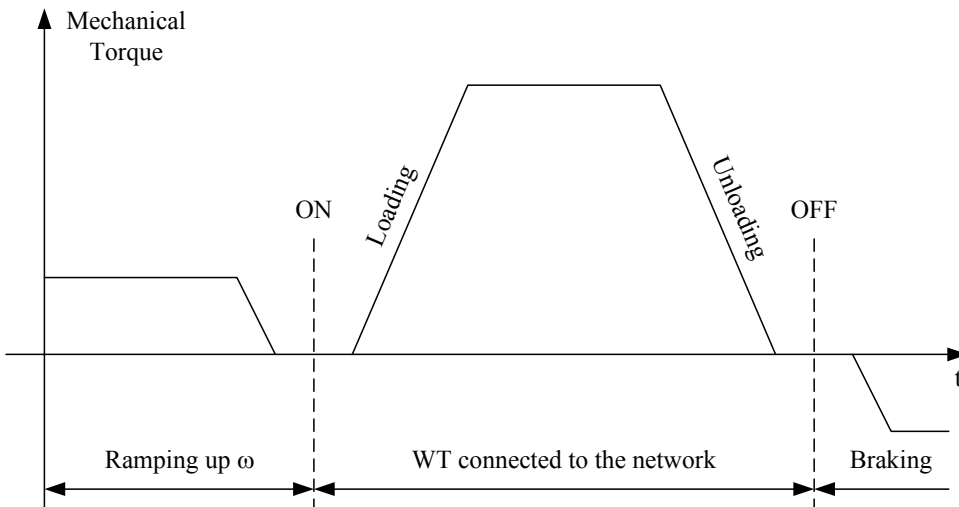 Mechanical
Torque
ON
Loading
Unloading
OFF
t
Ramping up ω
WT connected to the network
Braking